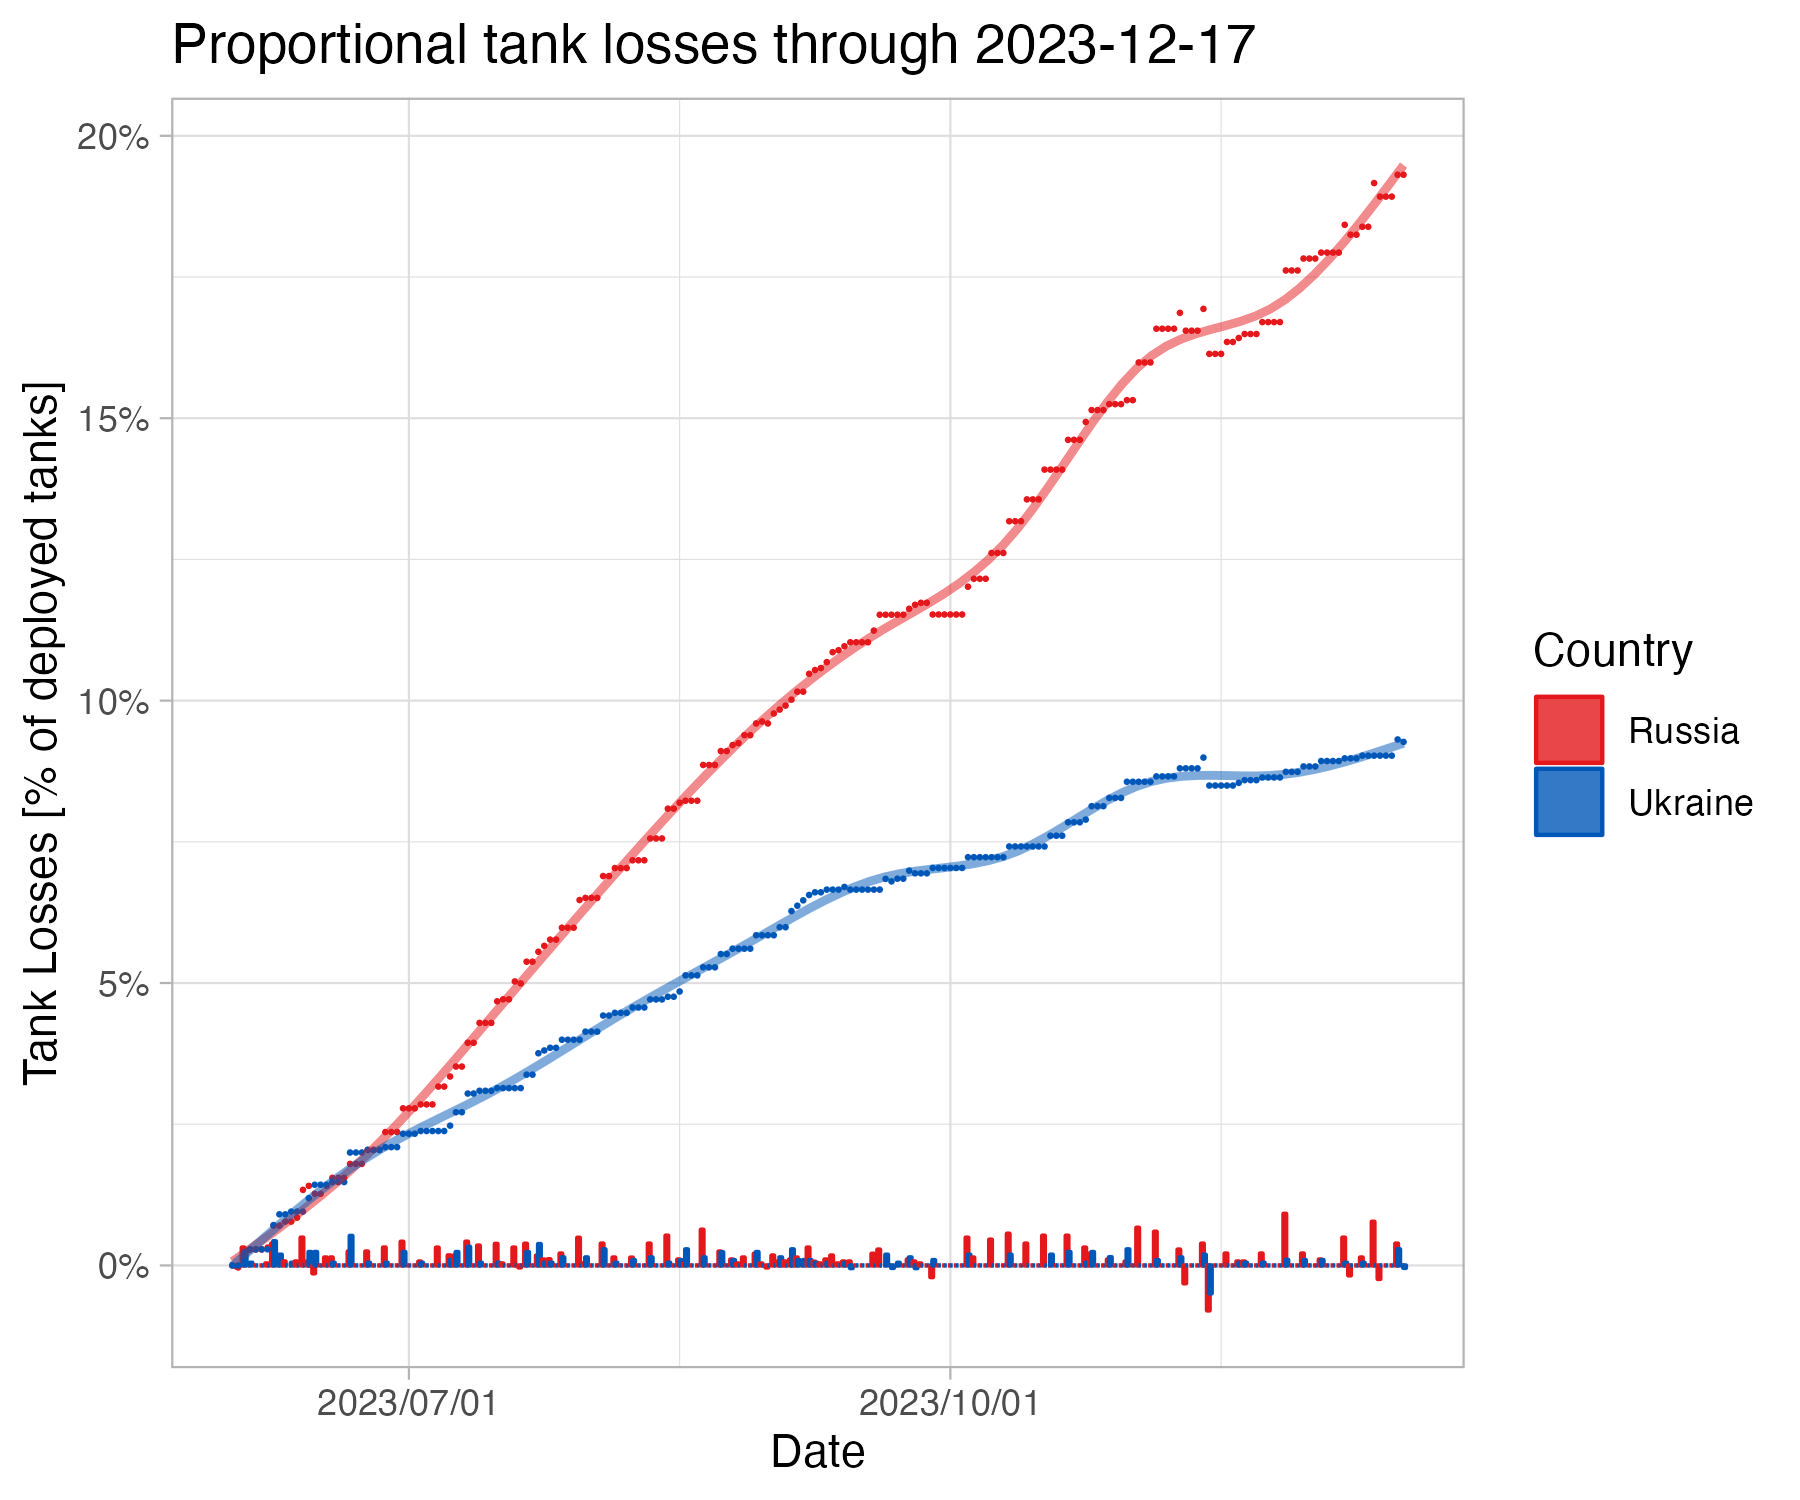 Proportional tank losses through 2023-12-17
Tank Losses [% of deployed tanks]
20%
15%
10%
5%
0%
2023/07/01
2023/10/01
Date
Country
Russia
Ukraine